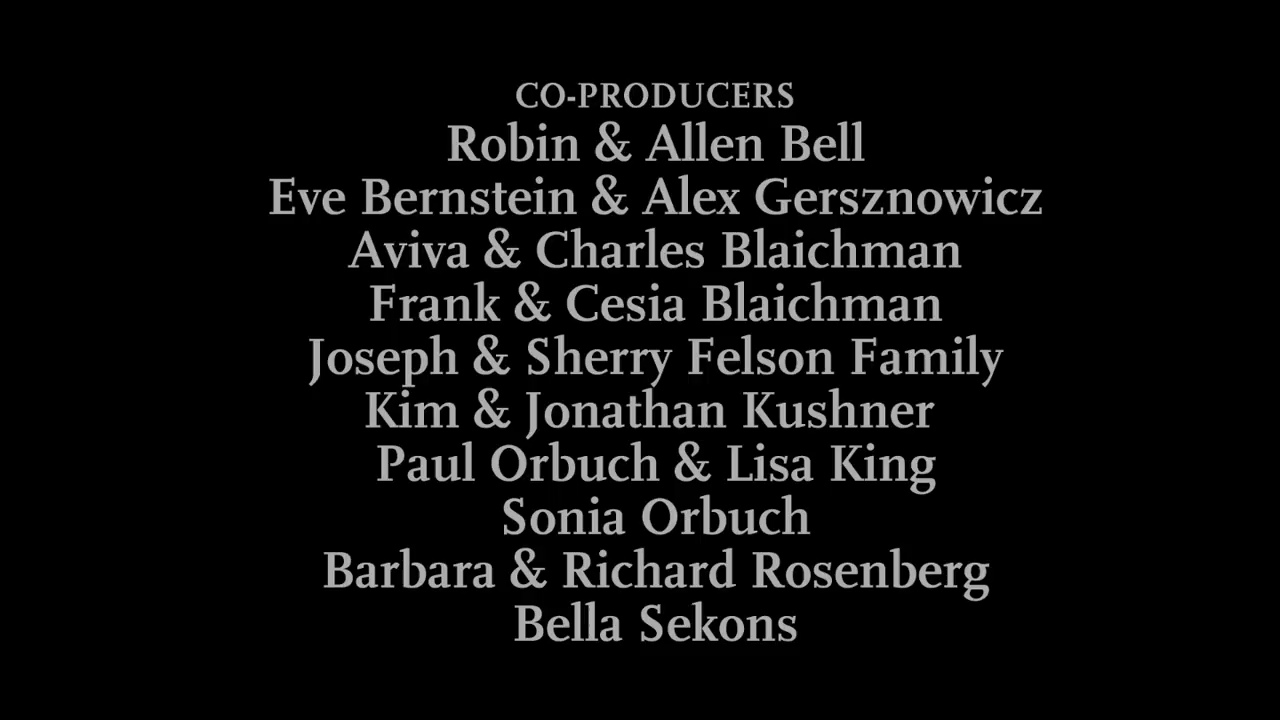 CO-PRODUCERS
Robin & Allen Bell
Eve Bernstein & Alex Gersznowicz
Aviva & Charles Blaichman
Frank & Cesia Blaichman
Joseph & Sherry Felson Family
Kim & Jonathan Kushner
Paul Orbuch & Lisa King
Sonia Orbuch
Barbara & Richard Rosenberg
Bella Sekons